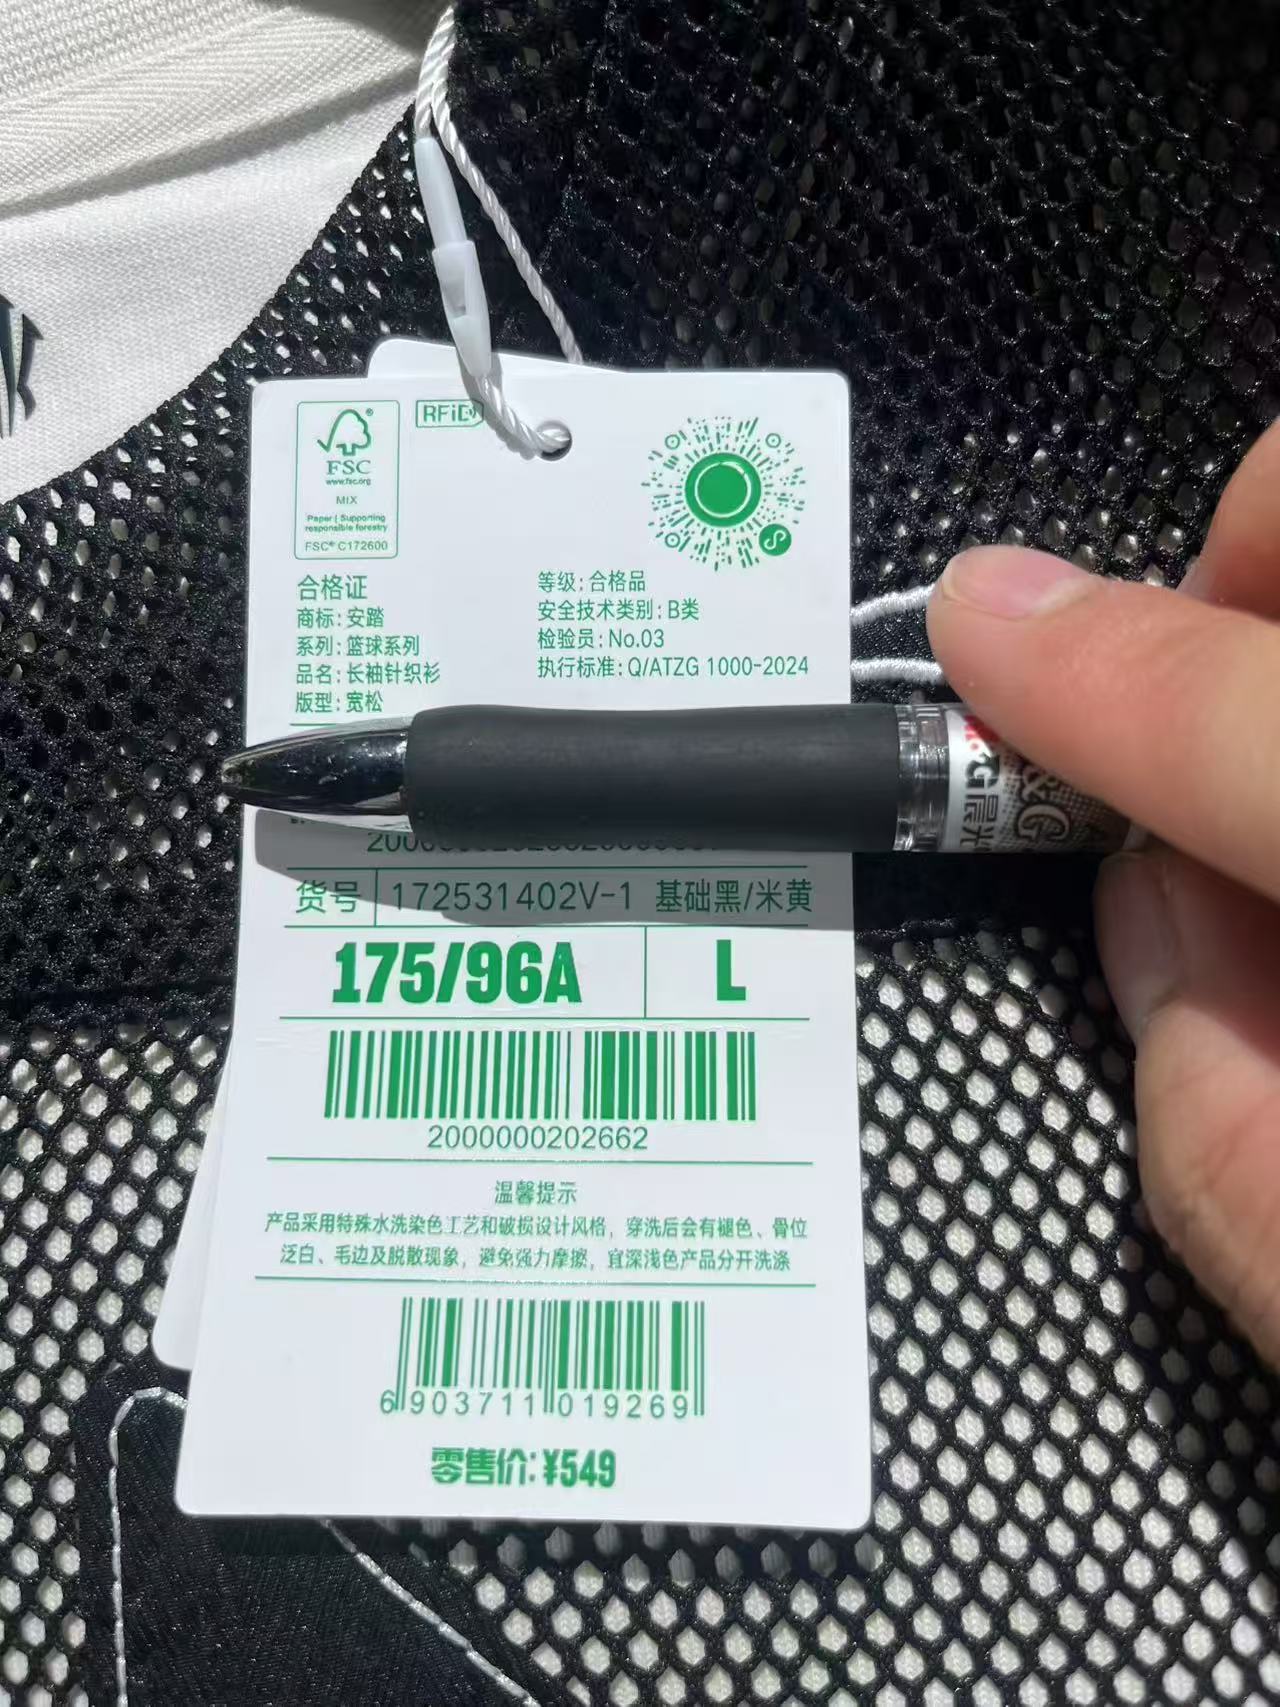 RFiD
FSC
www.fsc.org
MIX
Paper | Supporting
responsible forestry
FSC® C172600
合格证
商标:安踏
系列:篮球系列
品名:长袖针织衫
版型:宽松
等级:合格品
安全技术类别:B类
检验员:No.03
执行标准:Q/ATZG 1000-2024
&G
G晨光
货号 172531402V-1 基础黑/米黄
175/96A L
2000000202662
温馨提示
产品采用特殊水洗染色工艺和破损设计风格，穿洗后会有褪色、骨位
泛白、毛边及脱散现象，避免强力摩擦，宜深浅色产品分开洗涤
6903711019269
零售价:¥549